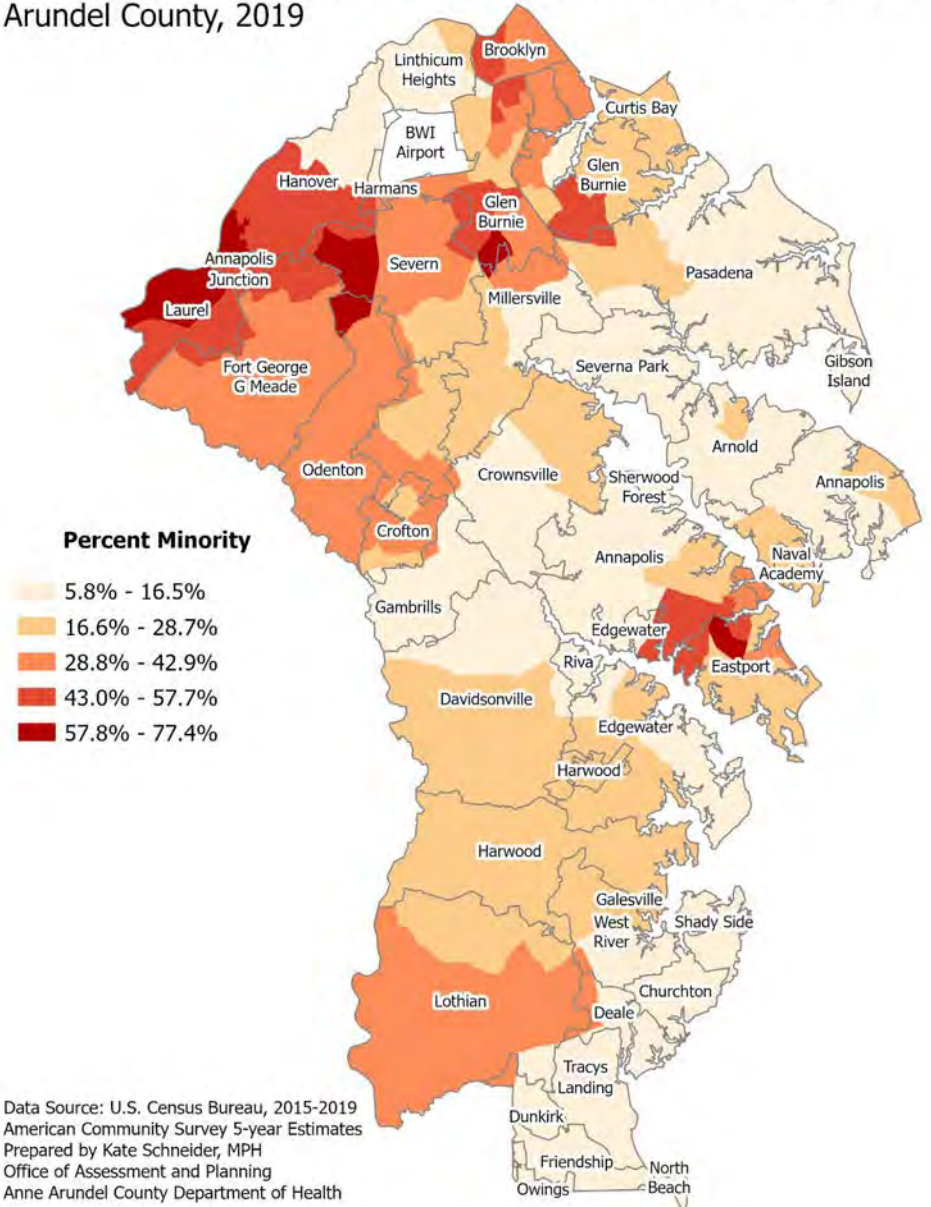 Arundel County, 2019
Brooklyn
Linthicum
Heights
Curtis Bay
BWI
Airport
Glen
Burnie
Hanover
Harmans
Glen
Burnie
Annapolis
Junction
Severn
Pasadena
Laurel
Millersville
Fort George
G Meade
Severna Park
Gibson
Island
Arnold
Odenton
Crownsville
Sherwood
Forest
Annapolis
Crofton
Percent Minority
5.8% - 16.5%
16.6% - 28.7%
28.8% - 42.9%
43.0% - 57.7%
57.8% - 77.4%
Annapolis
Naval
Academy
Gambrills
Edgewater
Riva
Eastport
Davidsonville
Edgewater
Harwood
Harwood
Galesville
West
River
Shady Side
Lothian
Churchton
Deale
Tracys
Landing
Dunkirk
Friendship
North
Beach
Owings
Data Source: U.S. Census Bureau, 2015-2019
American Community Survey 5-year Estimates
Prepared by Kate Schneider, MPH
Office of Assessment and Planning
Anne Arundel County Department of Health